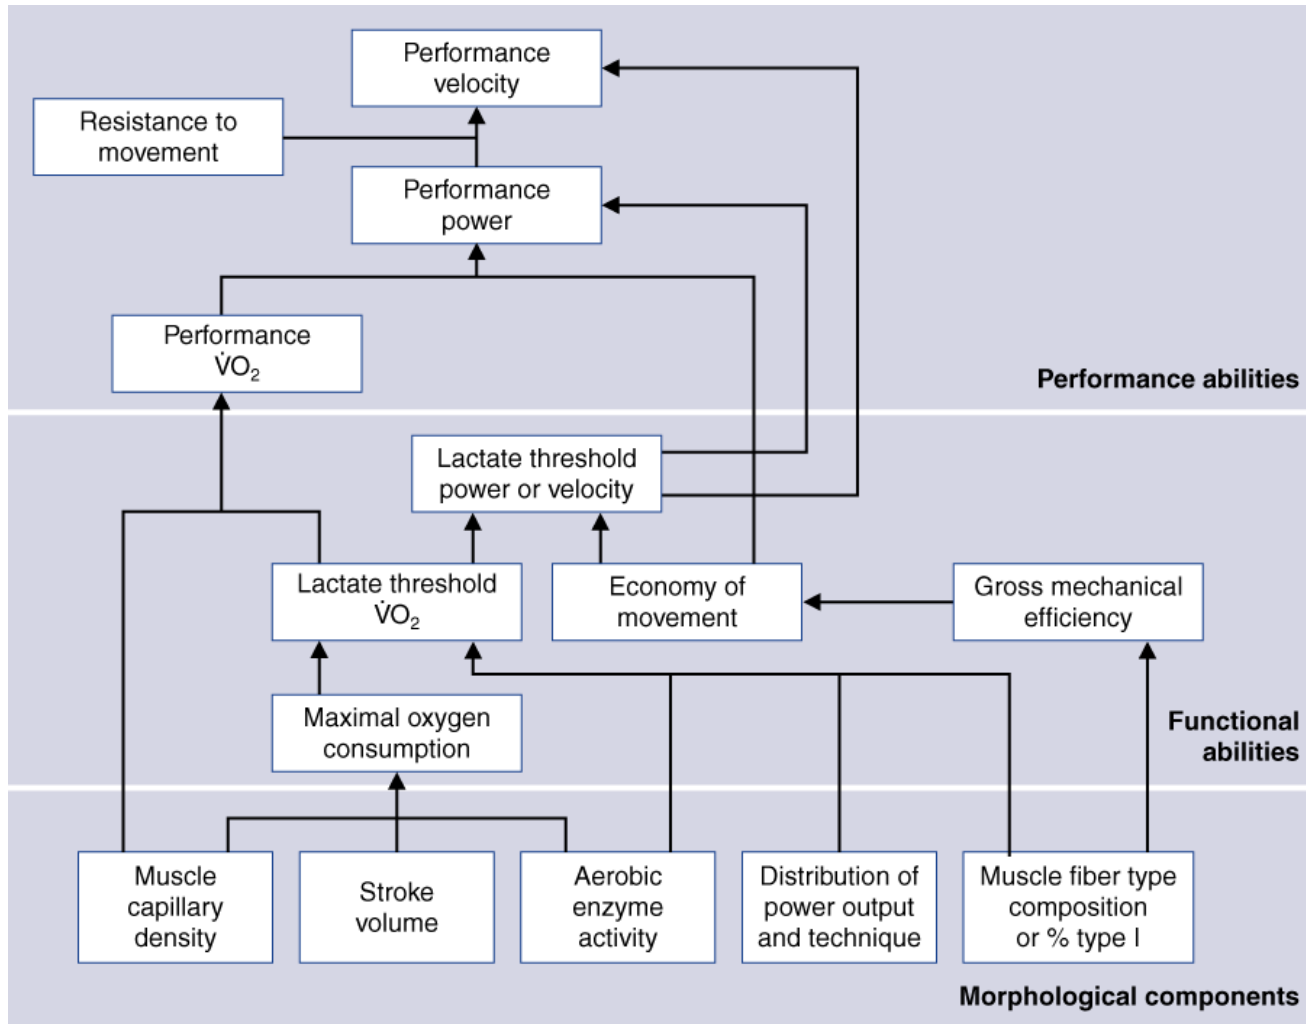 Performance
velocity
Resistance to
movement
Performance
power
Performance
V̇O₂
Performance abilities
Lactate threshold
power or velocity
Lactate threshold
V̇O₂
Economy of
movement
Gross mechanical
efficiency
Maximal oxygen
consumption
Functional
abilities
Muscle
capillary
density
Stroke
volume
Aerobic
enzyme
activity
Distribution of
power output
and technique
Muscle fiber type
composition
or % type I
Morphological components